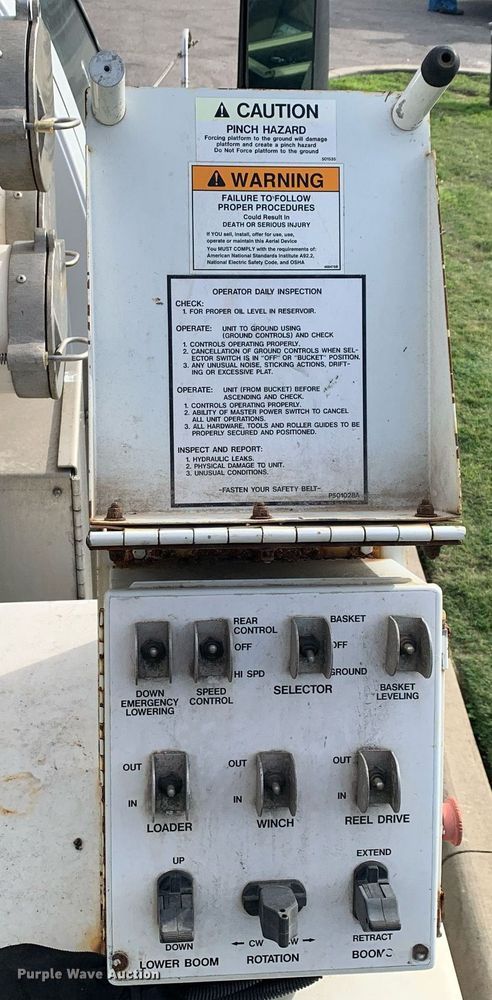 CAUTION
PINCH HAZARD
Forcing platform to the ground will damage
platform and create a pinch hazard
Do Not Force platform to the ground
501535
WARNING
FAILURE TO FOLLOW
PROPER PROCEDURES
Could Result In
DEATH OR SERIOUS INJURY
If YOU sell, install, offer for use, use,
operate or maintain this Aerial Device
You MUST COMPLY with the requirements of:
American National Standards Institute A92.2,
National Electric Safety Code, and OSHA
OPERATOR DAILY INSPECTION
CHECK:
1. FOR PROPER OIL LEVEL IN RESERVOIR.
OPERATE: UNIT TO GROUND USING
(GROUND CONTROLS) AND CHECK
1. CONTROLS OPERATING PROPERLY.
2. CANCELLATION OF GROUND CONTROLS WHEN SEL-
ECTOR SWITCH IS IN "OFF" OR "BUCKET" POSITION.
3. ANY UNUSUAL NOISE, STICKING ACTIONS, DRIFT-
ING OR EXCESSIVE PLAT.
OPERATE: UNIT (FROM BUCKET) BEFORE
ASCENDING AND CHECK.
1. CONTROLS OPERATING PROPERLY.
2. ABILITY OF MASTER POWER SWITCH TO CANCEL
ALL UNIT OPERATIONS.
3. ALL HARDWARE, TOOLS AND ROLLER GUIDES TO BE
PROPERLY SECURED AND POSITIONED.
INSPECT AND REPORT:
1. HYDRAULIC LEAKS.
2. PHYSICAL DAMAGE TO UNIT.
3. UNUSUAL CONDITIONS.
-FASTEN YOUR SAFETY BELT-
P501028A
REAR CONTROL
OFF
HI SPD
BASKET
OFF
GROUND
DOWN
EMERGENCY
LOWERING
SPEED
CONTROL
SELECTOR
BASKET
LEVELING
OUT
IN
LOADER
OUT
IN
WINCH
OUT
IN
REEL DRIVE
UP
DOWN
LOWER BOOM
CW
ROTATION
EXTEND
RETRACT
BOOMS
Purple Wave Auction